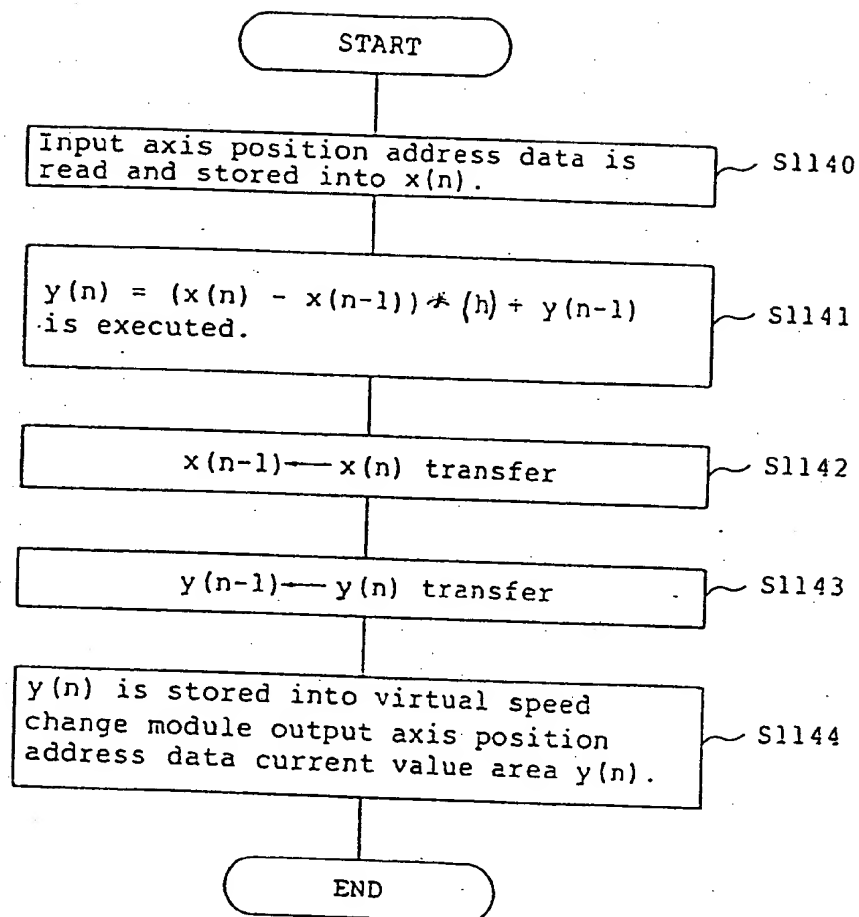 START
Input axis position address data is
read and stored into x(n).
S1140
y(n) = (x(n) - x(n-1)) * (h) + y(n-1)
is executed.
S1141
x(n-1)← x(n) transfer
S1142
y(n-1)← y(n) transfer
S1143
y(n) is stored into virtual speed
change module output axis position
address data current value area y(n).
S1144
END